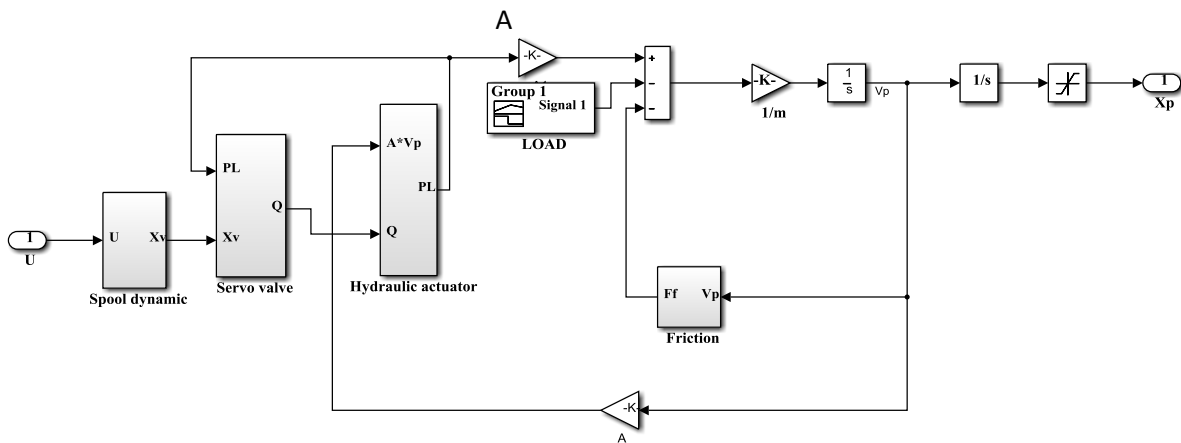 A
-K-
Group 1
Signal 1
LOAD
+
−
−
-K-
1/m
1
s
Vp
1/s
1
Xp
PL
Q
Xv
Servo valve
A*Vp
PL
Q
Hydraulic actuator
1
U
U
Xv
Spool dynamic
Ff
Vp
Friction
-K-
A